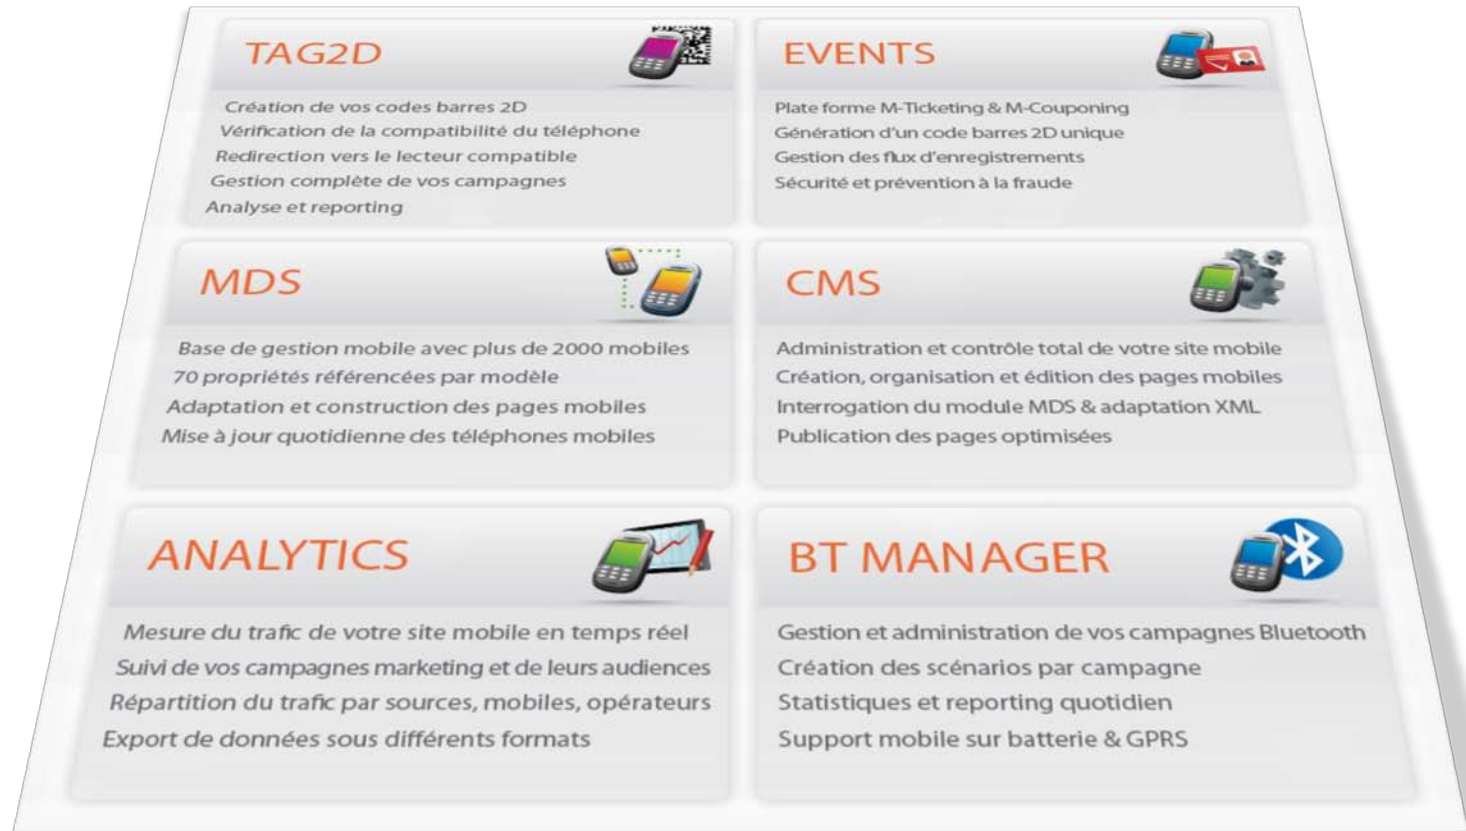 TAG2D
Création de vos codes barres 2D
Vérification de la compatibilité du téléphone
Redirection vers le lecteur compatible
Gestion complète de vos campagnes
Analyse et reporting
EVENTS
Plate forme M-Ticketing & M-Couponing
Génération d'un code barres 2D unique
Gestion des flux d'enregistrements
Sécurité et prévention à la fraude
MDS
Base de gestion mobile avec plus de 2000 mobiles
70 propriétés référencées par modèle
Adaptation et construction des pages mobiles
Mise à jour quotidienne des téléphones mobiles
CMS
Administration et contrôle total de votre site mobile
Création, organisation et édition des pages mobiles
Interrogation du module MDS & adaptation XML
Publication des pages optimisées
ANALYTICS
Mesure du trafic de votre site mobile en temps réel
Suivi de vos campagnes marketing et de leurs audiences
Répartition du trafic par sources, mobiles, opérateurs
Export de données sous différents formats
BT MANAGER
Gestion et administration de vos campagnes Bluetooth
Création des scénarios par campagne
Statistiques et reporting quotidien
Support mobile sur batterie & GPRS